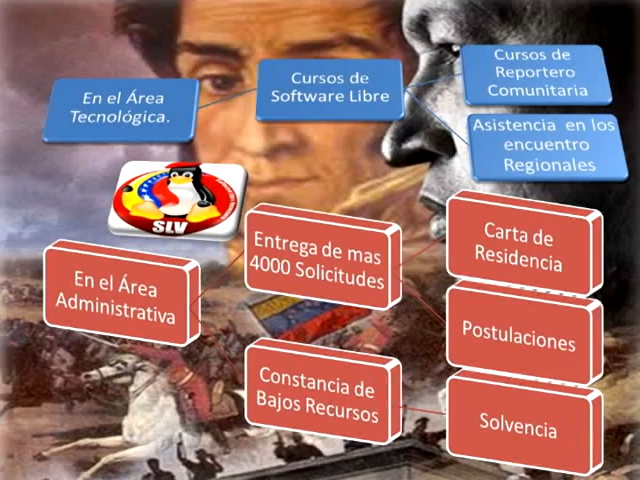 En el Área
Tecnológica.
Cursos de
Software Libre
Cursos de
Reportero
Comunitaria
Asistencia en los
encuentro
Regionales
SLV
En el Área
Administrativa
Entrega de mas
4000 Solicitudes
Constancia de
Bajos Recursos
Carta de
Residencia
Postulaciones
Solvencia